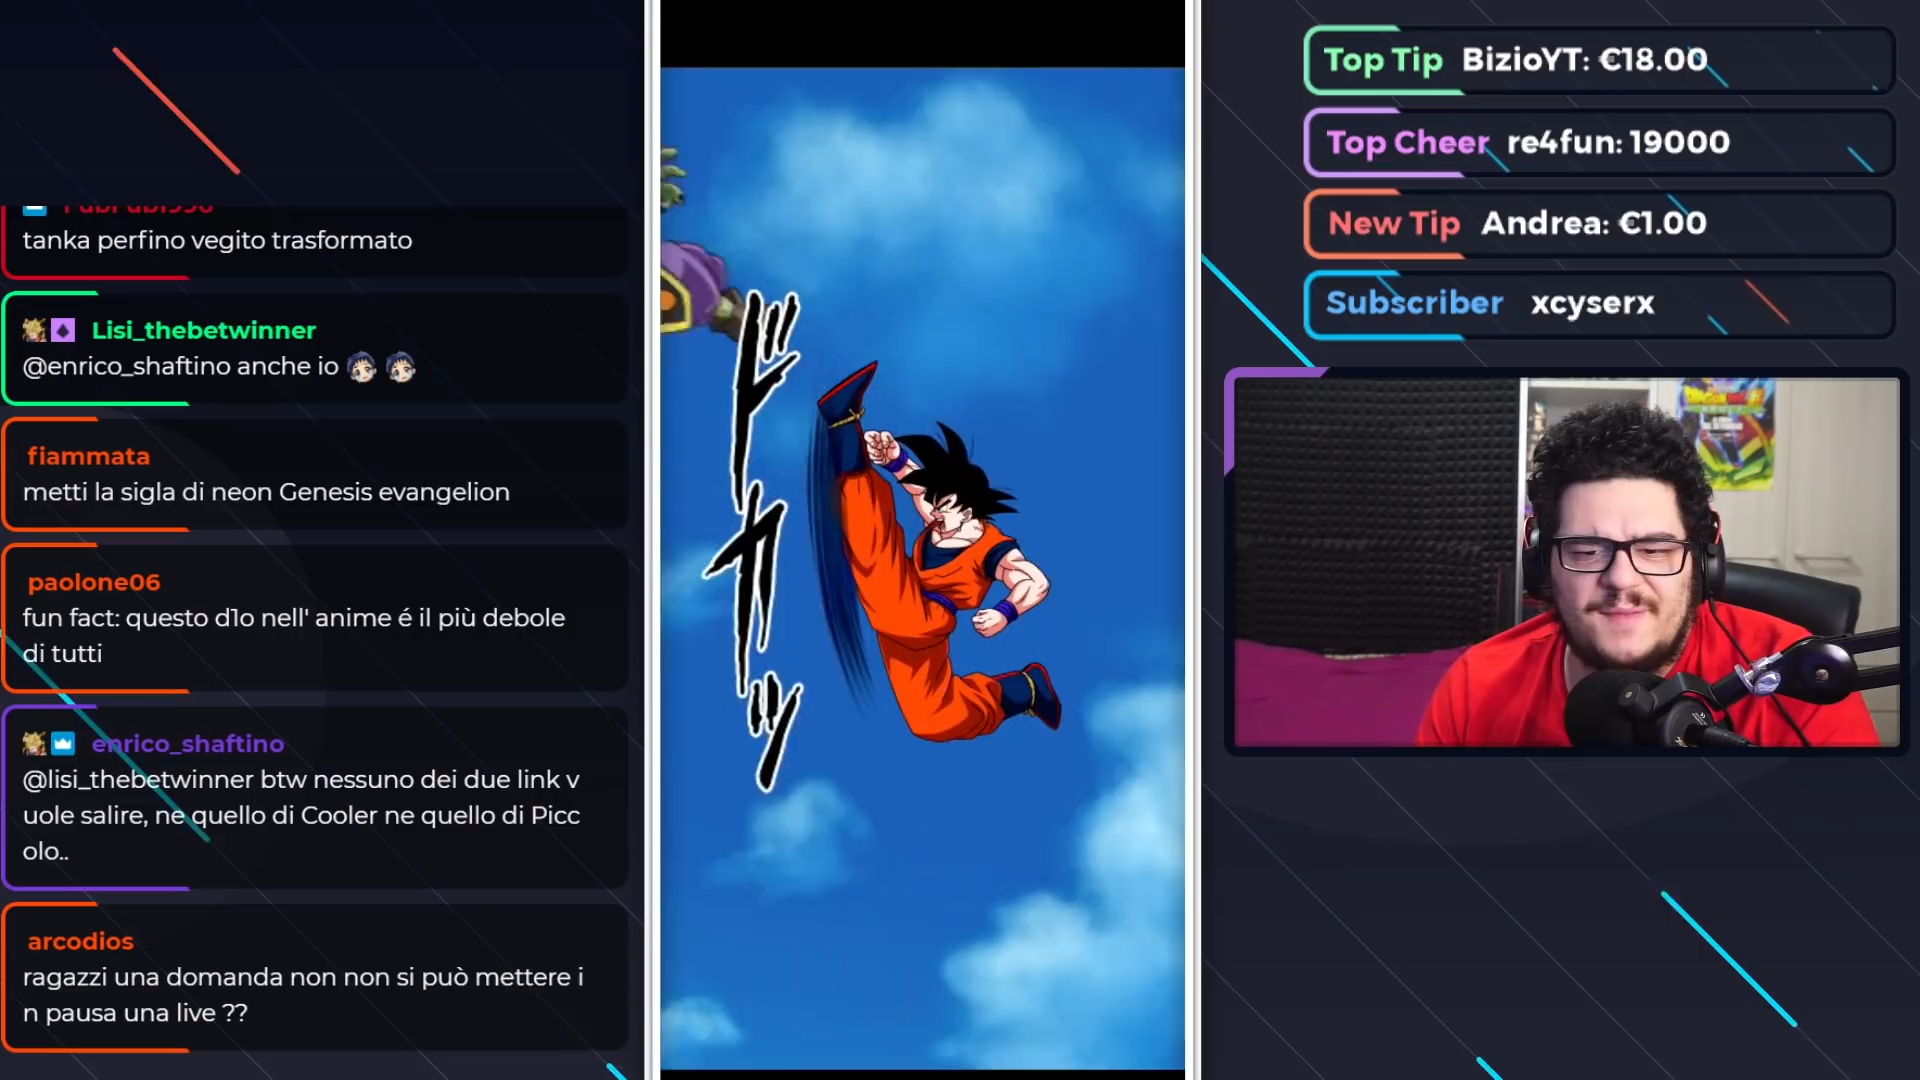 tanka perfino vegito trasformato
Lisi_thebetwinner
@enrico_shaftino anche io
fiammata
metti la sigla di neon Genesis evangelion
paolone06
fun fact: questo d1o nell' anime é il più debole
di tutti
enrico_shaftino
@lisi_thebetwinner btw nessuno dei due link v
uole salire, ne quello di Cooler ne quello di Picc
olo..
arcodios
ragazzi una domanda non non si può mettere i
n pausa una live ??
ドカッ
Top Tip BizioYT: €18.00
Top Cheer re4fun: 19000
New Tip Andrea: €1.00
Subscriber xcyserx